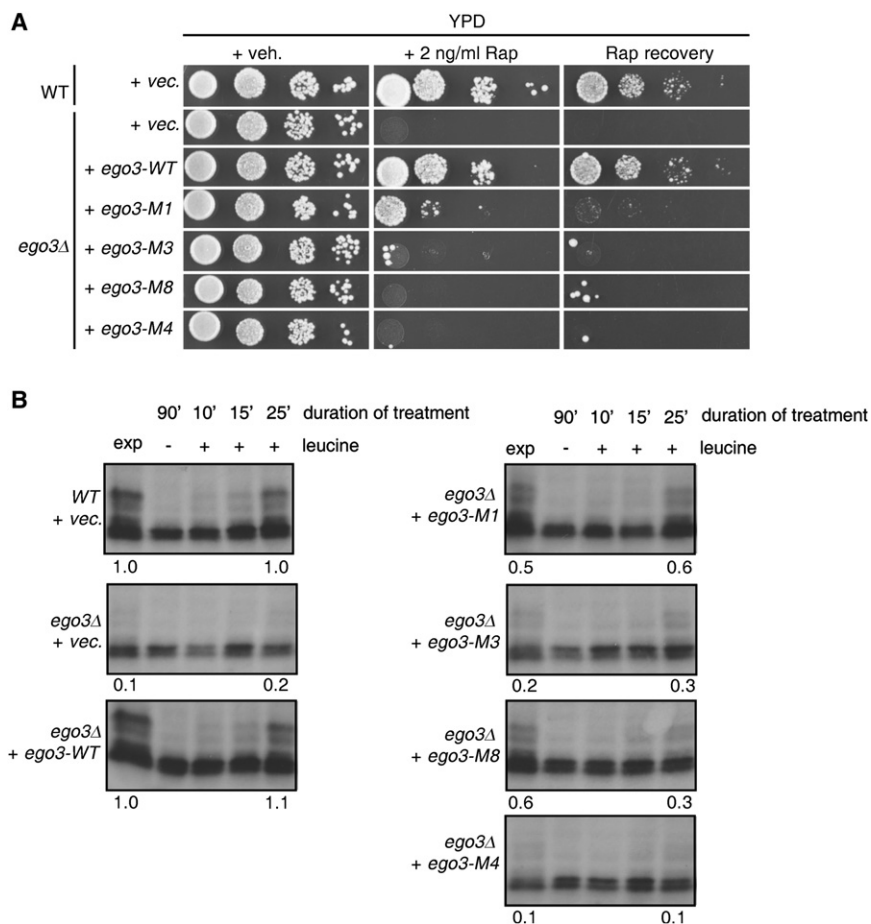 A
YPD
+ veh. + 2 ng/ml Rap Rap recovery
WT + vec.
+ vec.
+ ego3-WT
+ ego3-M1
ego3Δ + ego3-M3
+ ego3-M8
+ ego3-M4
B
90' 10' 15' 25' duration of treatment
exp - + + + leucine
WT
+ vec.
1.0 1.0
ego3Δ
+ vec.
0.1 0.2
ego3Δ
+ ego3-WT
1.0 1.1
90' 10' 15' 25' duration of treatment
exp - + + + leucine
ego3Δ
+ ego3-M1
0.5 0.6
ego3Δ
+ ego3-M3
0.2 0.3
ego3Δ
+ ego3-M8
0.6 0.3
ego3Δ
+ ego3-M4
0.1 0.1